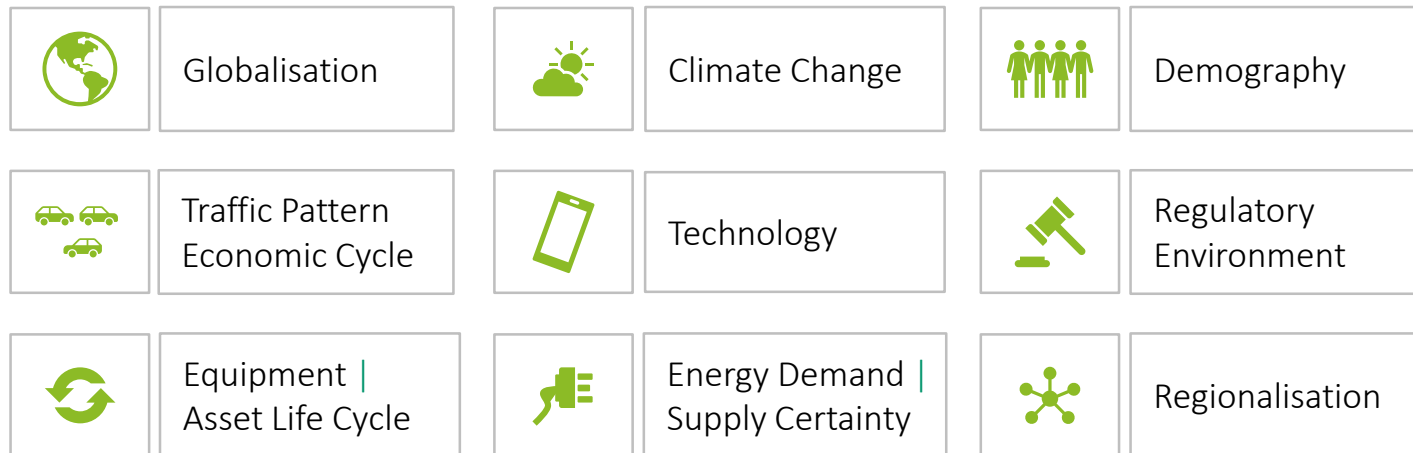 Globalisation
Climate Change
Demography
Traffic Pattern
Economic Cycle
Technology
Regulatory
Environment
Equipment |
Asset Life Cycle
Energy Demand |
Supply Certainty
Regionalisation